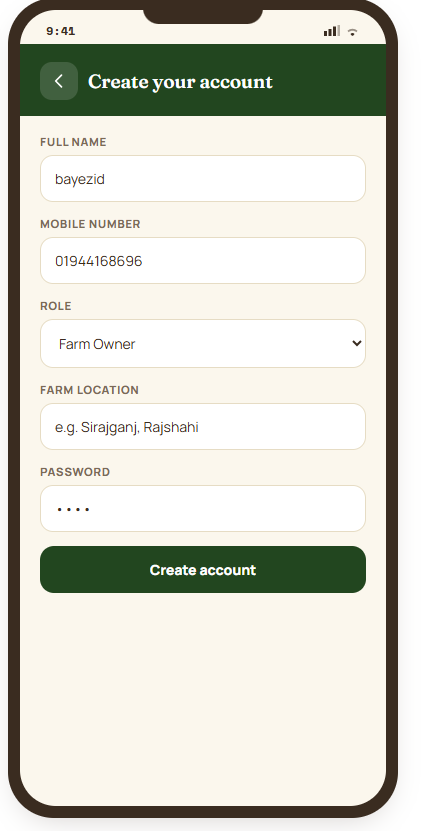 9:41
Create your account
FULL NAME
bayezid
MOBILE NUMBER
01944168696
ROLE
Farm Owner
FARM LOCATION
e.g. Sirajganj, Rajshahi
PASSWORD
••••
Create account